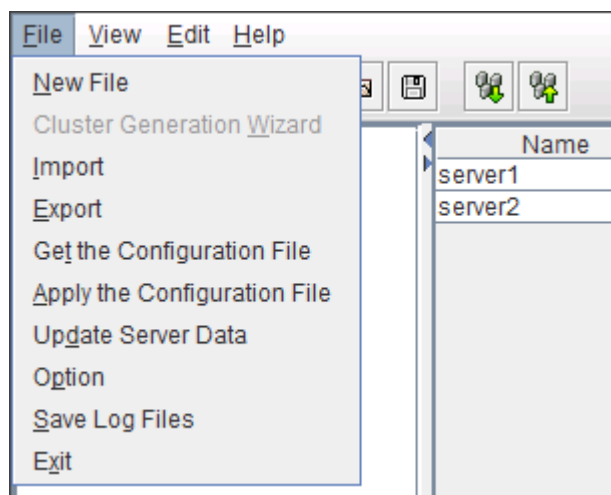 File View Edit Help
New File
Cluster Generation Wizard
Import
Export
Get the Configuration File
Apply the Configuration File
Update Server Data
Option
Save Log Files
Exit
Name
server1
server2